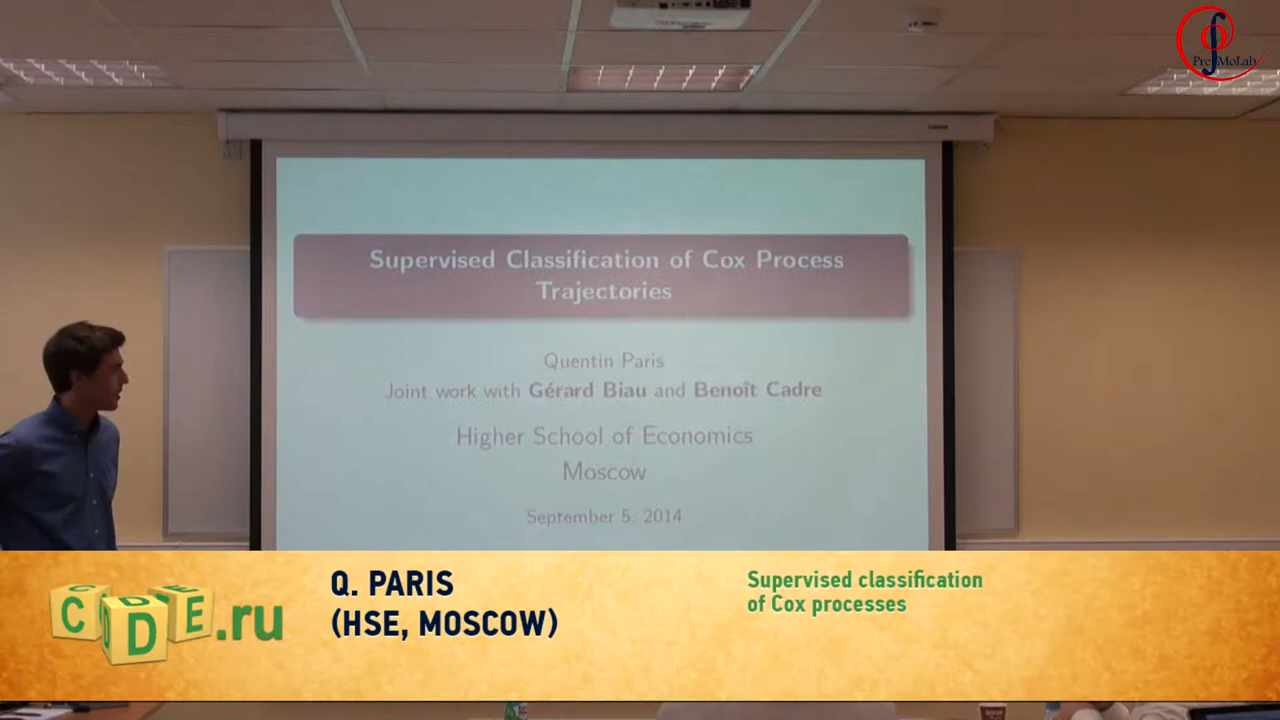 PreMoLab
Supervised Classification of Cox Process
Trajectories
Quentin Paris
Joint work with Gérard Biau and Benoît Cadre
Higher School of Economics
Moscow
September 5, 2014
CODE.ru
Q. PARIS
(HSE, MOSCOW)
Supervised classification
of Cox processes